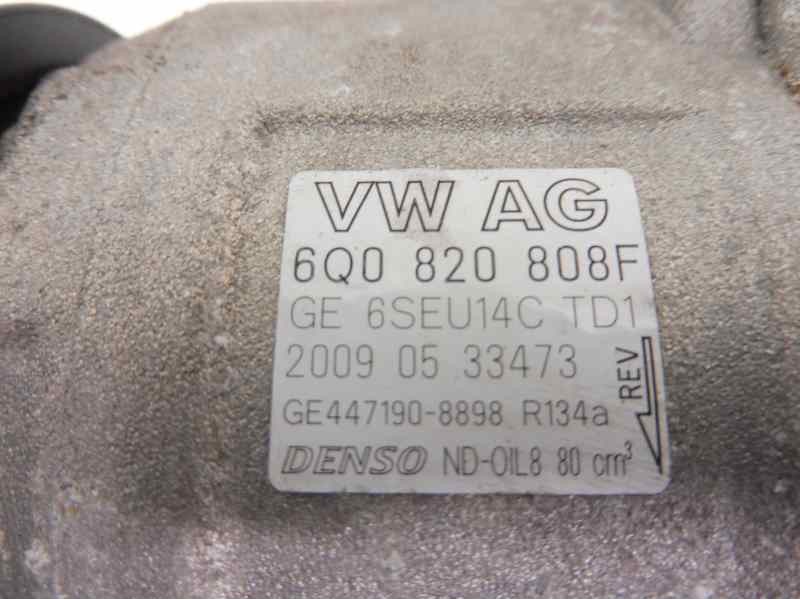 VW AG
6Q0 820 808F
GE 6SEU14C TD1
2009 05 33473
REV
GE447190-8898 R134a
DENSO ND-OIL8 80 cm³